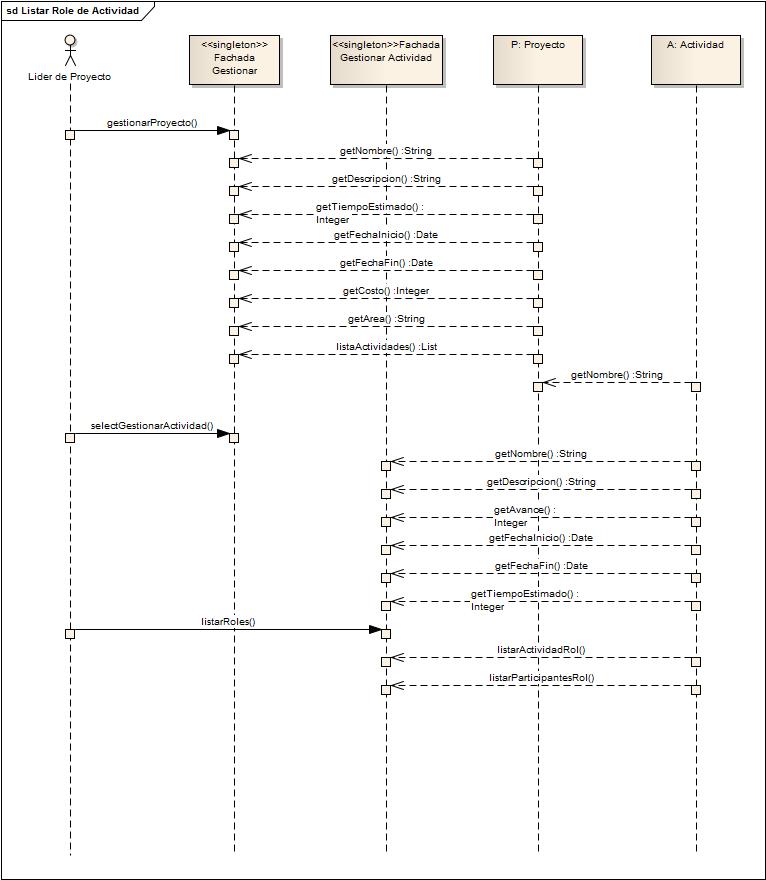 sd Listar Role de Actividad
Lider de Proyecto
<<singleton>>
Fachada
Gestionar
<<singleton>>Fachada
Gestionar Actividad
P: Proyecto
A: Actividad
gestionarProyecto()
getNombre() :String
getDescripcion() :String
getTiempoEstimado() :
Integer
getFechaInicio() :Date
getFechaFin() :Date
getCosto() :Integer
getArea() :String
listaActividades() :List
getNombre() :String
selectGestionarActividad()
getNombre() :String
getDescripcion() :String
getAvance() :
Integer
getFechaInicio() :Date
getFechaFin() :Date
getTiempoEstimado() :
Integer
listarRoles()
listarActividadRol()
listarParticipantesRol()